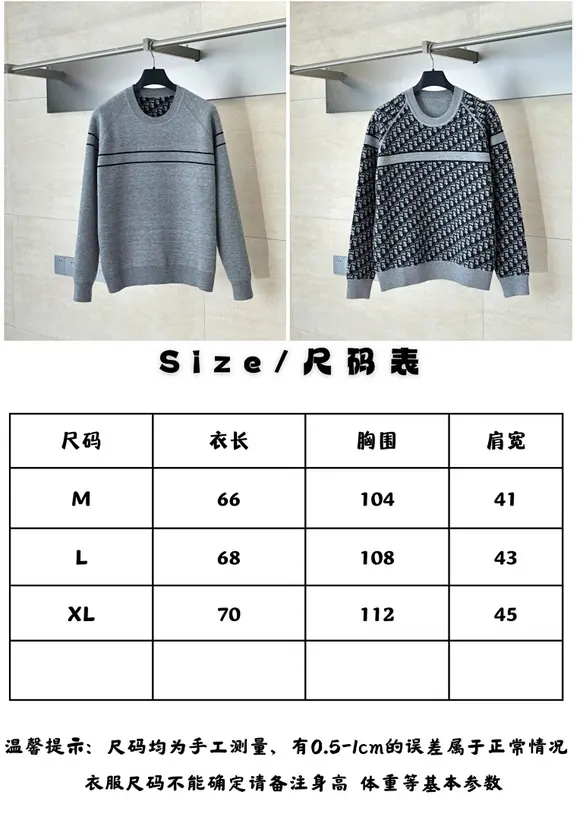 Size/尺码表
尺码 衣长 胸围 肩宽
M 66 104 41
L 68 108 43
XL 70 112 45
温馨提示：尺码均为手工测量、有0.5-1cm的误差属于正常情况
衣服尺码不能确定请备注身高 体重等基本参数